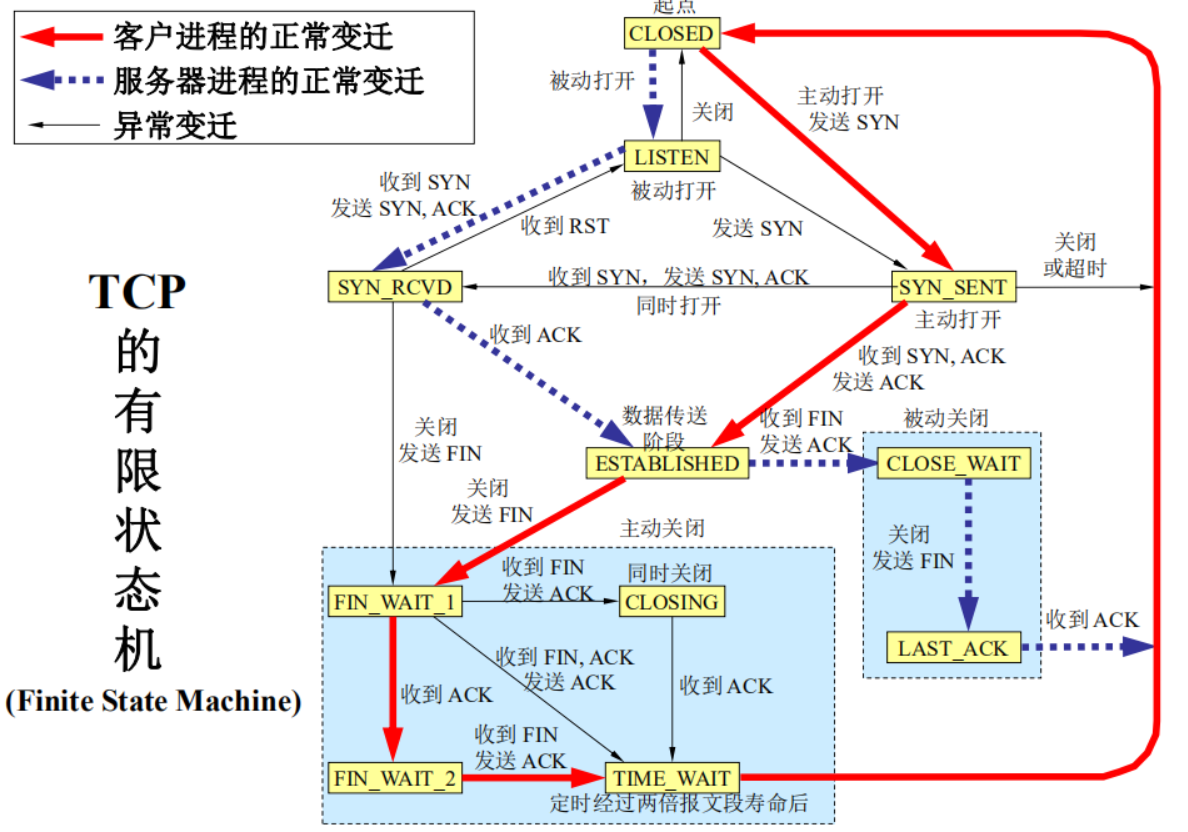 起点
客户进程的正常变迁
服务器进程的正常变迁
异常变迁
CLOSED
被动打开
关闭
主动打开
发送 SYN
LISTEN
被动打开
收到 SYN
发送 SYN, ACK
收到 RST
发送 SYN
关闭
或超时
TCP
的
有
限
状
态
机
(Finite State Machine)
SYN_RCVD
收到 SYN，发送 SYN, ACK
同时打开
SYN_SENT
主动打开
收到 ACK
收到 SYN, ACK
发送 ACK
关闭
发送 FIN
数据传送
阶段
ESTABLISHED
收到 FIN
发送 ACK
被动关闭
CLOSE_WAIT
关闭
发送 FIN
主动关闭
关闭
发送 FIN
FIN_WAIT_1
收到 FIN
发送 ACK
同时关闭
CLOSING
LAST_ACK
收到 ACK
收到 ACK
收到 FIN, ACK
发送 ACK
收到 ACK
FIN_WAIT_2
收到 FIN
发送 ACK
TIME_WAIT
定时经过两倍报文段寿命后